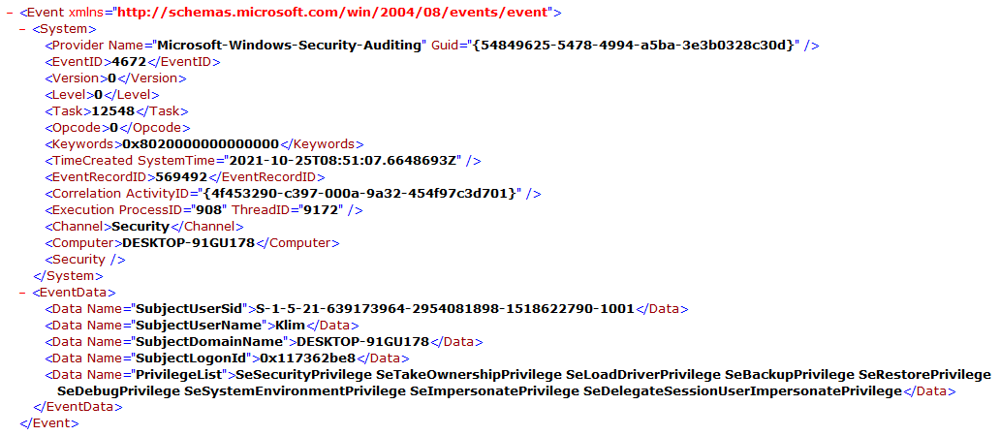 − <Event xmlns="http://schemas.microsoft.com/win/2004/08/events/event">
− <System>
<Provider Name="Microsoft-Windows-Security-Auditing" Guid="{54849625-5478-4994-a5ba-3e3b0328c30d}" />
<EventID>4672</EventID>
<Version>0</Version>
<Level>0</Level>
<Task>12548</Task>
<Opcode>0</Opcode>
<Keywords>0x8020000000000000</Keywords>
<TimeCreated SystemTime="2021-10-25T08:51:07.6648693Z" />
<EventRecordID>569492</EventRecordID>
<Correlation ActivityID="{4f453290-c397-000a-9a32-454f97c3d701}" />
<Execution ProcessID="908" ThreadID="9172" />
<Channel>Security</Channel>
<Computer>DESKTOP-91GU178</Computer>
<Security />
</System>
− <EventData>
<Data Name="SubjectUserSid">S-1-5-21-639173964-2954081898-1518622790-1001</Data>
<Data Name="SubjectUserName">Klim</Data>
<Data Name="SubjectDomainName">DESKTOP-91GU178</Data>
<Data Name="SubjectLogonId">0x117362be8</Data>
<Data Name="PrivilegeList">SeSecurityPrivilege SeTakeOwnershipPrivilege SeLoadDriverPrivilege SeBackupPrivilege SeRestorePrivilege
SeDebugPrivilege SeSystemEnvironmentPrivilege SeImpersonatePrivilege SeDelegateSessionUserImpersonatePrivilege</Data>
</EventData>
</Event>